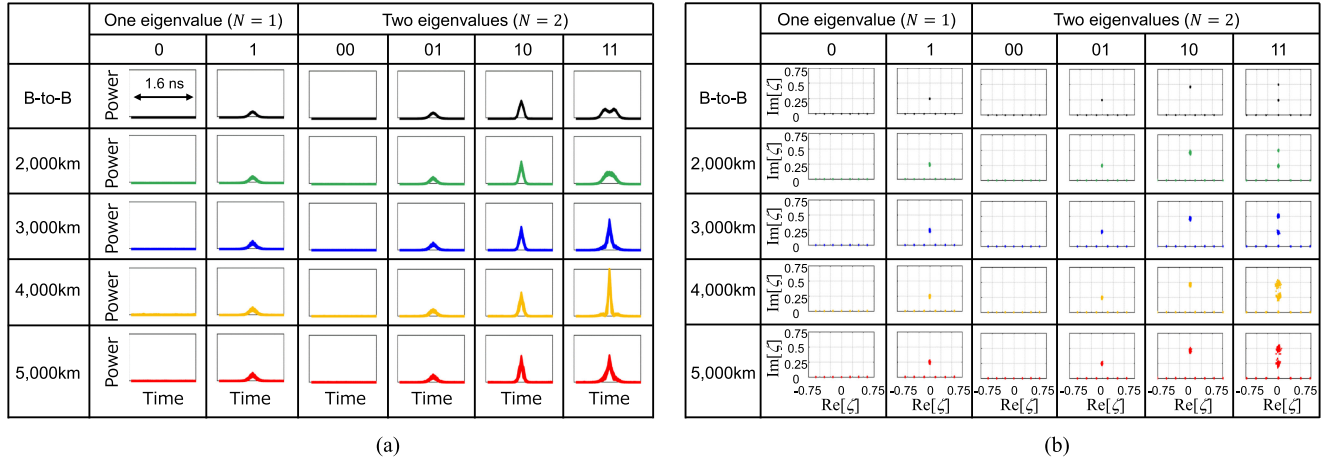 One eigenvalue (N = 1) Two eigenvalues (N = 2)
0 1 00 01 10 11
B-to-B Power 1.6 ns
2,000km Power
3,000km Power
4,000km Power
5,000km Power
Time Time Time Time Time Time
(a)
One eigenvalue (N = 1) Two eigenvalues (N = 2)
0 1 00 01 10 11
B-to-B Im[ζ] 0.75 0.25 0
2,000km Im[ζ] 0.75 0.5 0.25 0
3,000km Im[ζ] 0.75 0.5 0.25 0
4,000km Im[ζ] 0.75 0.5 0.25 0
5,000km Im[ζ] 0.75 0.5 0.25 0
-0.75 0 0.75 -0.75 0 0.75 -0.75 0 0.75 -0.75 0 0.75 -0.75 0 0.75 -0.75 0 0.75
Re[ζ] Re[ζ] Re[ζ] Re[ζ] Re[ζ] Re[ζ]
(b)